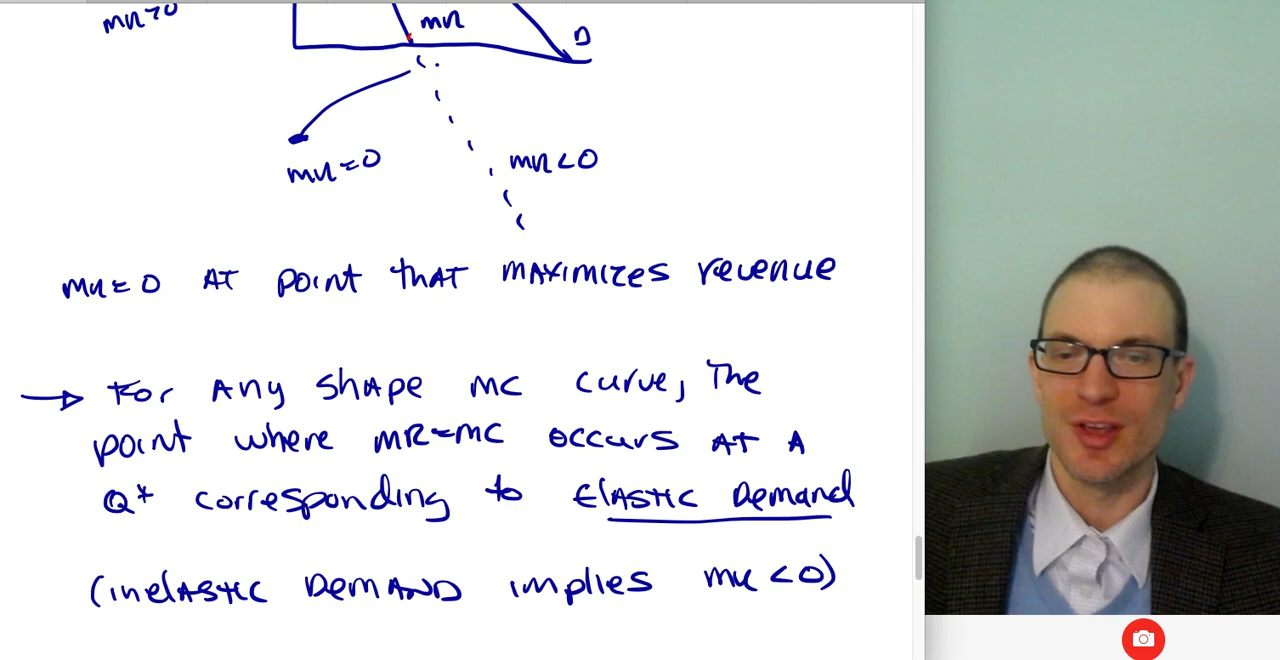 MR>0
MR
D
MR=0
MR<0
MR=0 AT POINT THAT MAXIMIZES REVENUE
→ FOR ANY SHAPE MC CURVE, THE
POINT WHERE MR=MC OCCURS AT A
Q* CORRESPONDING TO ELASTIC DEMAND
(INELASTIC DEMAND IMPLIES MR<0)